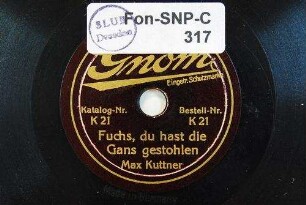 SLUB
Dresden
Fon-SNP-C
317
Gnom
Eingetr. Schutzmarke
Katalog-Nr. Bestell-Nr.
K 21 K 21
Fuchs, du hast die
Gans gestohlen
Max Kuttner